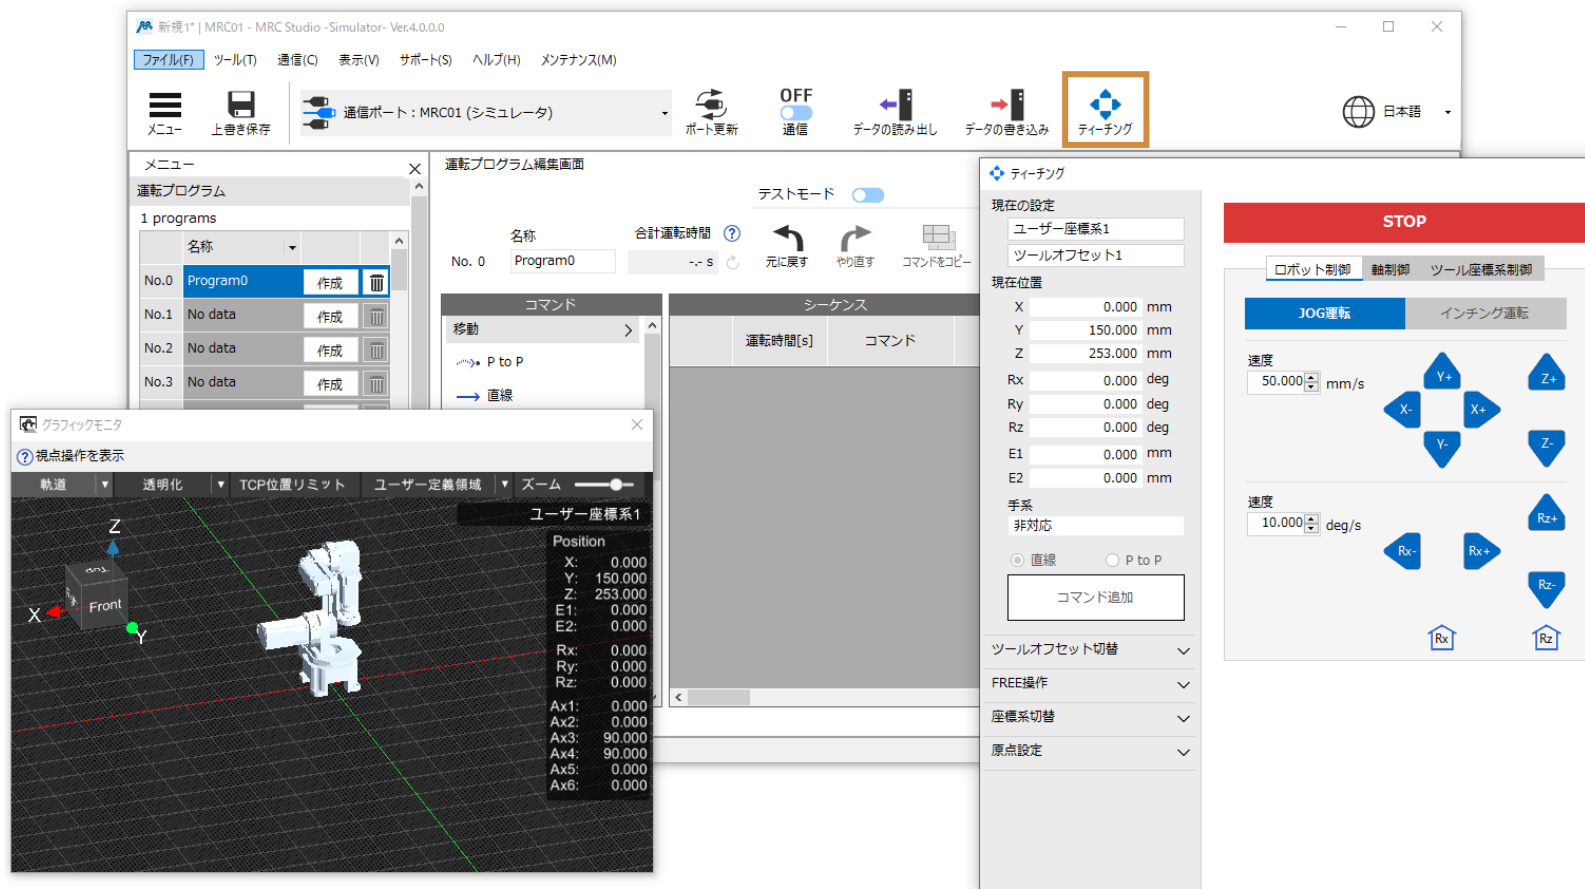 新規1* | MRC01 - MRC Studio -Simulator- Ver.4.0.0.0
ファイル(F) ツール(T) 通信(C) 表示(V) サポート(S) ヘルプ(H) メンテナンス(M)
メニュー
上書き保存
通信ポート：MRC01 (シミュレータ)
ポート更新
OFF
通信
データの読み出し
データの書き込み
ティーチング
日本語
メニュー
運転プログラム
1 programs
名称
No.0 Program0 作成
No.1 No data 作成
No.2 No data 作成
No.3 No data 作成
運転プログラム編集画面
テストモード
名称 合計運転時間 ?
No. 0 Program0 -.- s
元に戻す やり直す コマンドをコピー
コマンド
移動
P to P
直線
シーケンス
運転時間[s] コマンド
グラフィックモニタ
?視点操作を表示
軌道 透明化 TCP位置リミット ユーザー定義領域 ズーム
ユーザー座標系1
Z
X
Y
Top
Front
Position
X: 0.000
Y: 150.000
Z: 253.000
E1: 0.000
E2: 0.000
Rx: 0.000
Ry: 0.000
Rz: 0.000
Ax1: 0.000
Ax2: 0.000
Ax3: 90.000
Ax4: 90.000
Ax5: 0.000
Ax6: 0.000
ティーチング
現在の設定
ユーザー座標系1
ツールオフセット1
現在位置
X 0.000 mm
Y 150.000 mm
Z 253.000 mm
Rx 0.000 deg
Ry 0.000 deg
Rz 0.000 deg
E1 0.000 mm
E2 0.000 mm
手系
非対応
直線 P to P
コマンド追加
ツールオフセット切替
FREE操作
座標系切替
原点設定
STOP
ロボット制御 軸制御 ツール座標系制御
JOG運転 インチング運転
速度
50.000 mm/s
Y+
X- X+
Y-
Z+
Z-
速度
10.000 deg/s
Rx- Rx+
Rz+
Rz-
Rx Rz